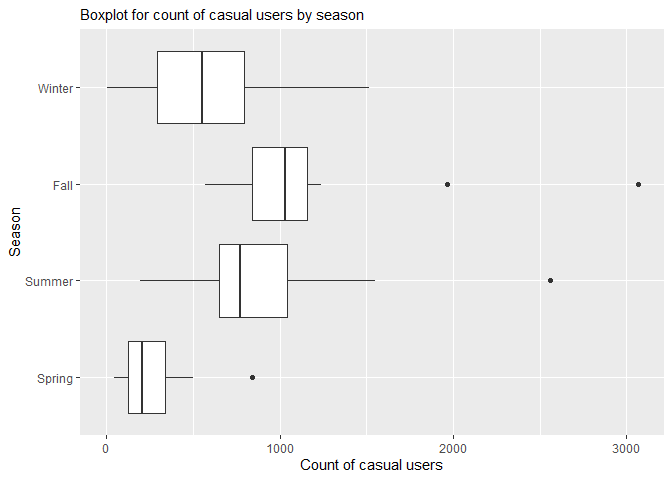 Boxplot for count of casual users by season
Season
Winter
Fall
Summer
Spring
0 1000 2000 3000
Count of casual users